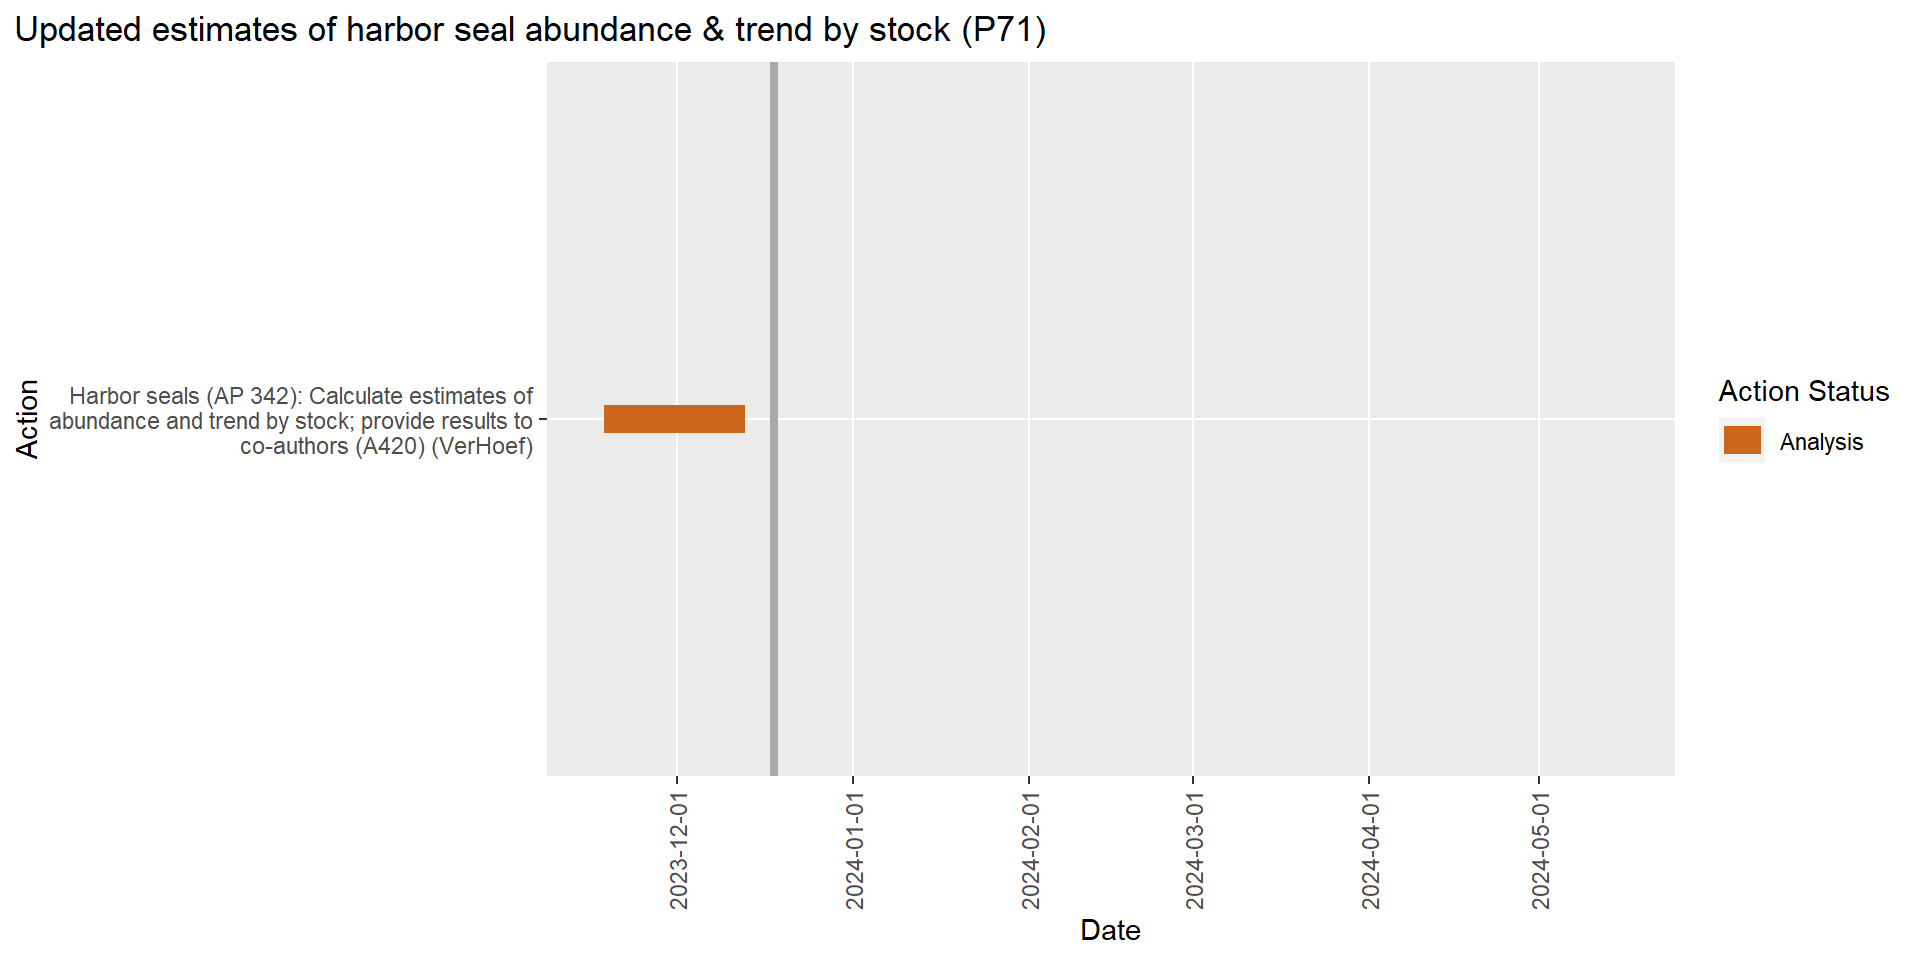 Updated estimates of harbor seal abundance & trend by stock (P71)
Action
Harbor seals (AP 342): Calculate estimates of
abundance and trend by stock; provide results to
co-authors (A420) (VerHoef)
Action Status
Analysis
2023-12-01
2024-01-01
2024-02-01
2024-03-01
2024-04-01
2024-05-01
Date